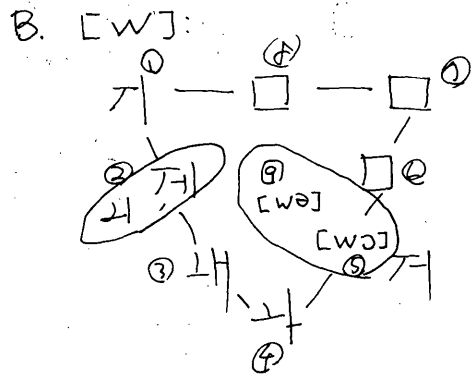 B. [W]:
① ⑧ ⑦
ㅟ
② ㅚ, ㅞ ⑨ ⑥
[wə]
[wɔ]
③ ㅙ ⑤ ㅝ
ㅘ
④